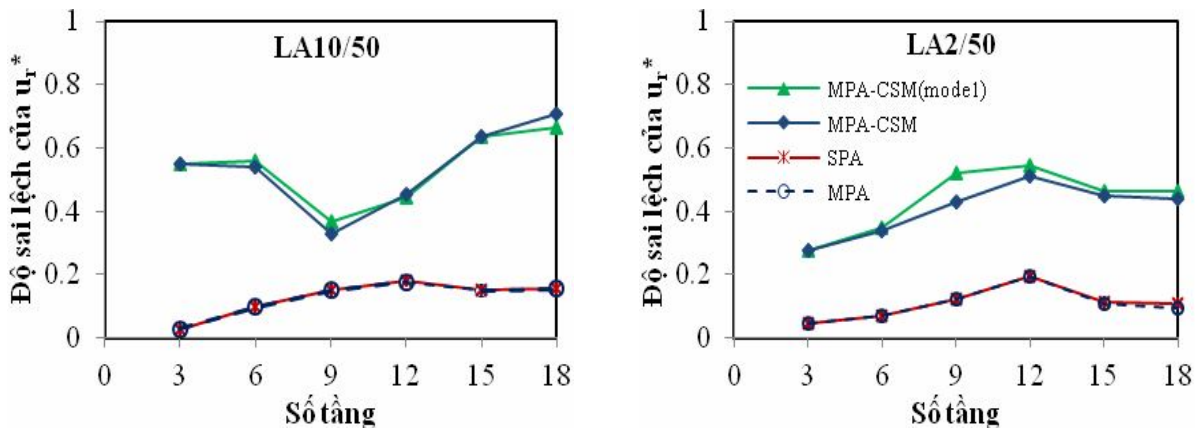 LA10/50
Độ sai lệch của u_r*
1
0.8
0.6
0.4
0.2
0
0 3 6 9 12 15 18
Số tầng
LA2/50
Độ sai lệch của u_r*
1
0.8
0.6
0.4
0.2
0
MPA-CSM(mode1)
MPA-CSM
SPA
MPA
0 3 6 9 12 15 18
Số tầng